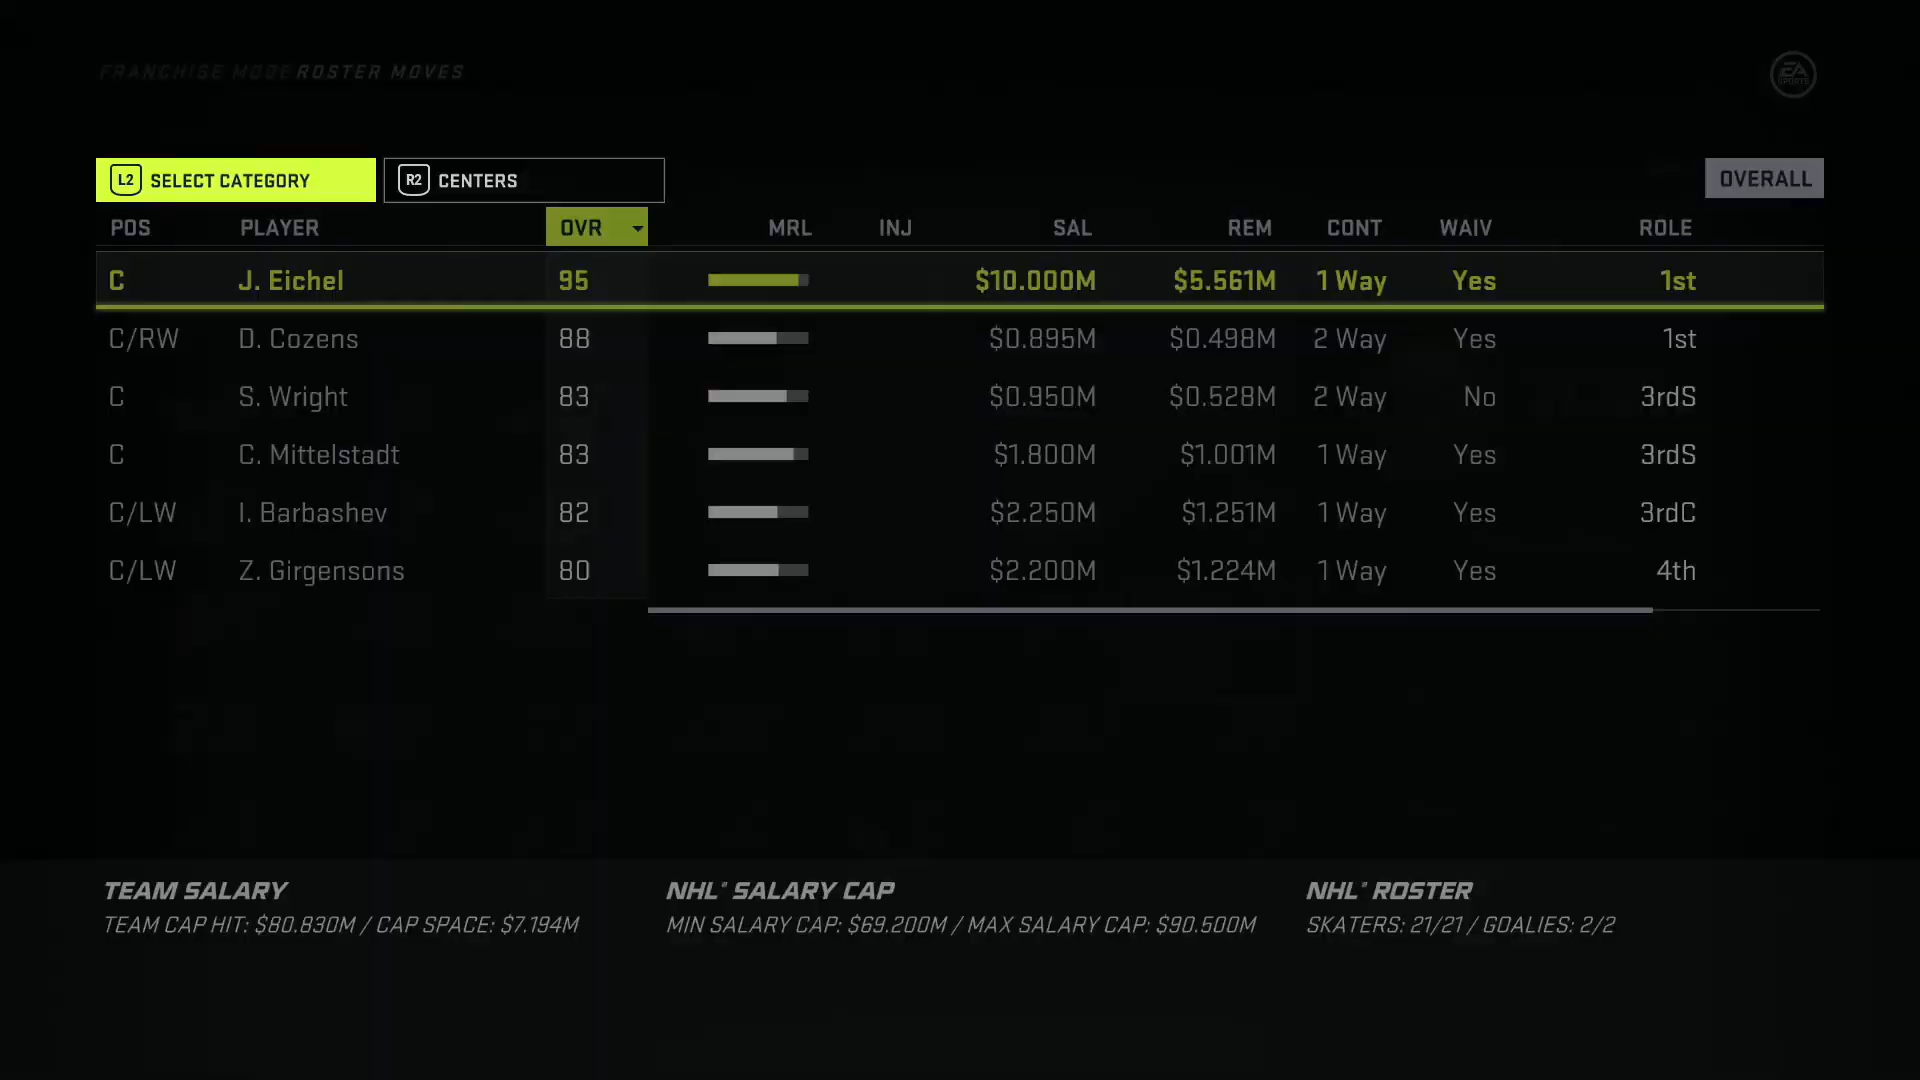 FRANCHISE MODE ROSTER MOVES
EA SPORTS
L2 SELECT CATEGORY R2 CENTERS OVERALL
POS PLAYER OVR MRL INJ SAL REM CONT WAIV ROLE
C J. Eichel 95 $10.000M $5.561M 1 Way Yes 1st
C/RW D. Cozens 88 $0.895M $0.498M 2 Way Yes 1st
C S. Wright 83 $0.950M $0.528M 2 Way No 3rdS
C C. Mittelstadt 83 $1.800M $1.001M 1 Way Yes 3rdS
C/LW I. Barbashev 82 $2.250M $1.251M 1 Way Yes 3rdC
C/LW Z. Girgensons 80 $2.200M $1.224M 1 Way Yes 4th
TEAM SALARY NHL® SALARY CAP NHL® ROSTER
TEAM CAP HIT: $80.830M / CAP SPACE: $7.194M MIN SALARY CAP: $69.200M / MAX SALARY CAP: $90.500M SKATERS: 21/21 / GOALIES: 2/2